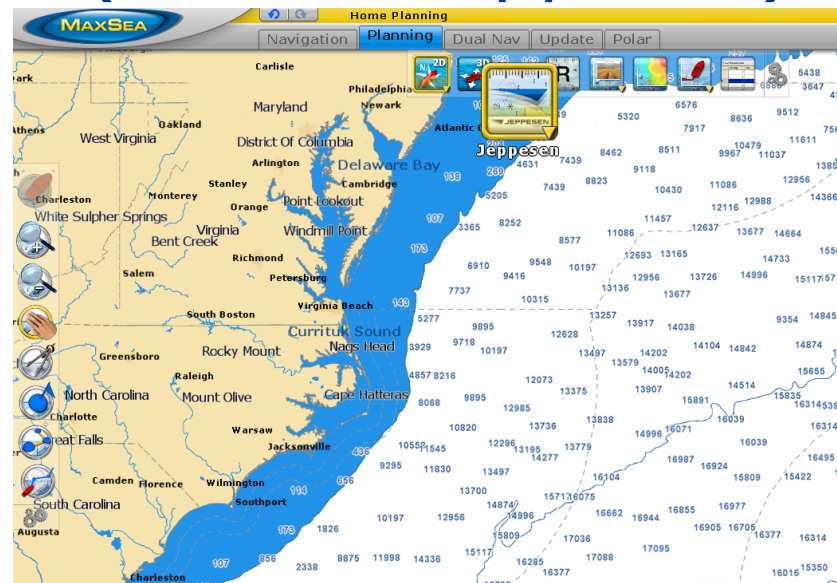 MAXSEA
Home Planning
Navigation Planning Dual Nav Update Polar
2D 3D R
JEPPESEN
Jeppesen
Carlisle
Philadelphia
Maryland Newark
5438
3647
6576
9512
5320 8636
7917
Oakland
West Virginia
District Of Columbia
Atlantic
10479 11611
Arlington Delaware Bay
4631 7439 8462 8511 9967 11037
138 269 9118
Stanley Cambridge
7439 8823 10430 11086 12956
Charleston Monterey
5205
Orange Point Lookout
12116 12988 14366
White Sulpher Springs
107 3365 8252 11457 12637
Virginia Windmill Point
11086 13677 14664
Bent Creek
8577
173
Richmond
9548 12693 13165 14733
6910 10197
Salem Petersburg
9416 12956 13726 14996 15117
7737 13136 13677
10315
Virginia Beach
143
South Boston
5277 13257 9354 14845
9895 13917 14038
Currituk Sound
12628
Nags Head
3929 9718 10197 14104 14842 14874
Rocky Mount
13497 14202
Greensboro
13579 14005 15655
Raleigh
4857 8216 12073 14202
North Carolina Mount Olive Cape Hatteras
13375 13907 14514
8068 9895 15891 15835
12985 16314
Charlotte
13838 16039
Warsaw
10820 13736 16071 16314
14996
Great Falls
Jacksonville
436 12296 13195 13779 16039
14277 16987 16495
9295 11830 13497 16924
656 16104 15809 15422
Camden Florence Wilmington
114 13700
South Carolina Southport
14874 16075 16855 16977
14996 16662 16944
Augusta
173 1826 10197 12956 16905 16705
15809 17036 16377 16314
107 856 8875 11998 14336 15117 17095
2338 16285 17088
Charleston
16377 16016 15350